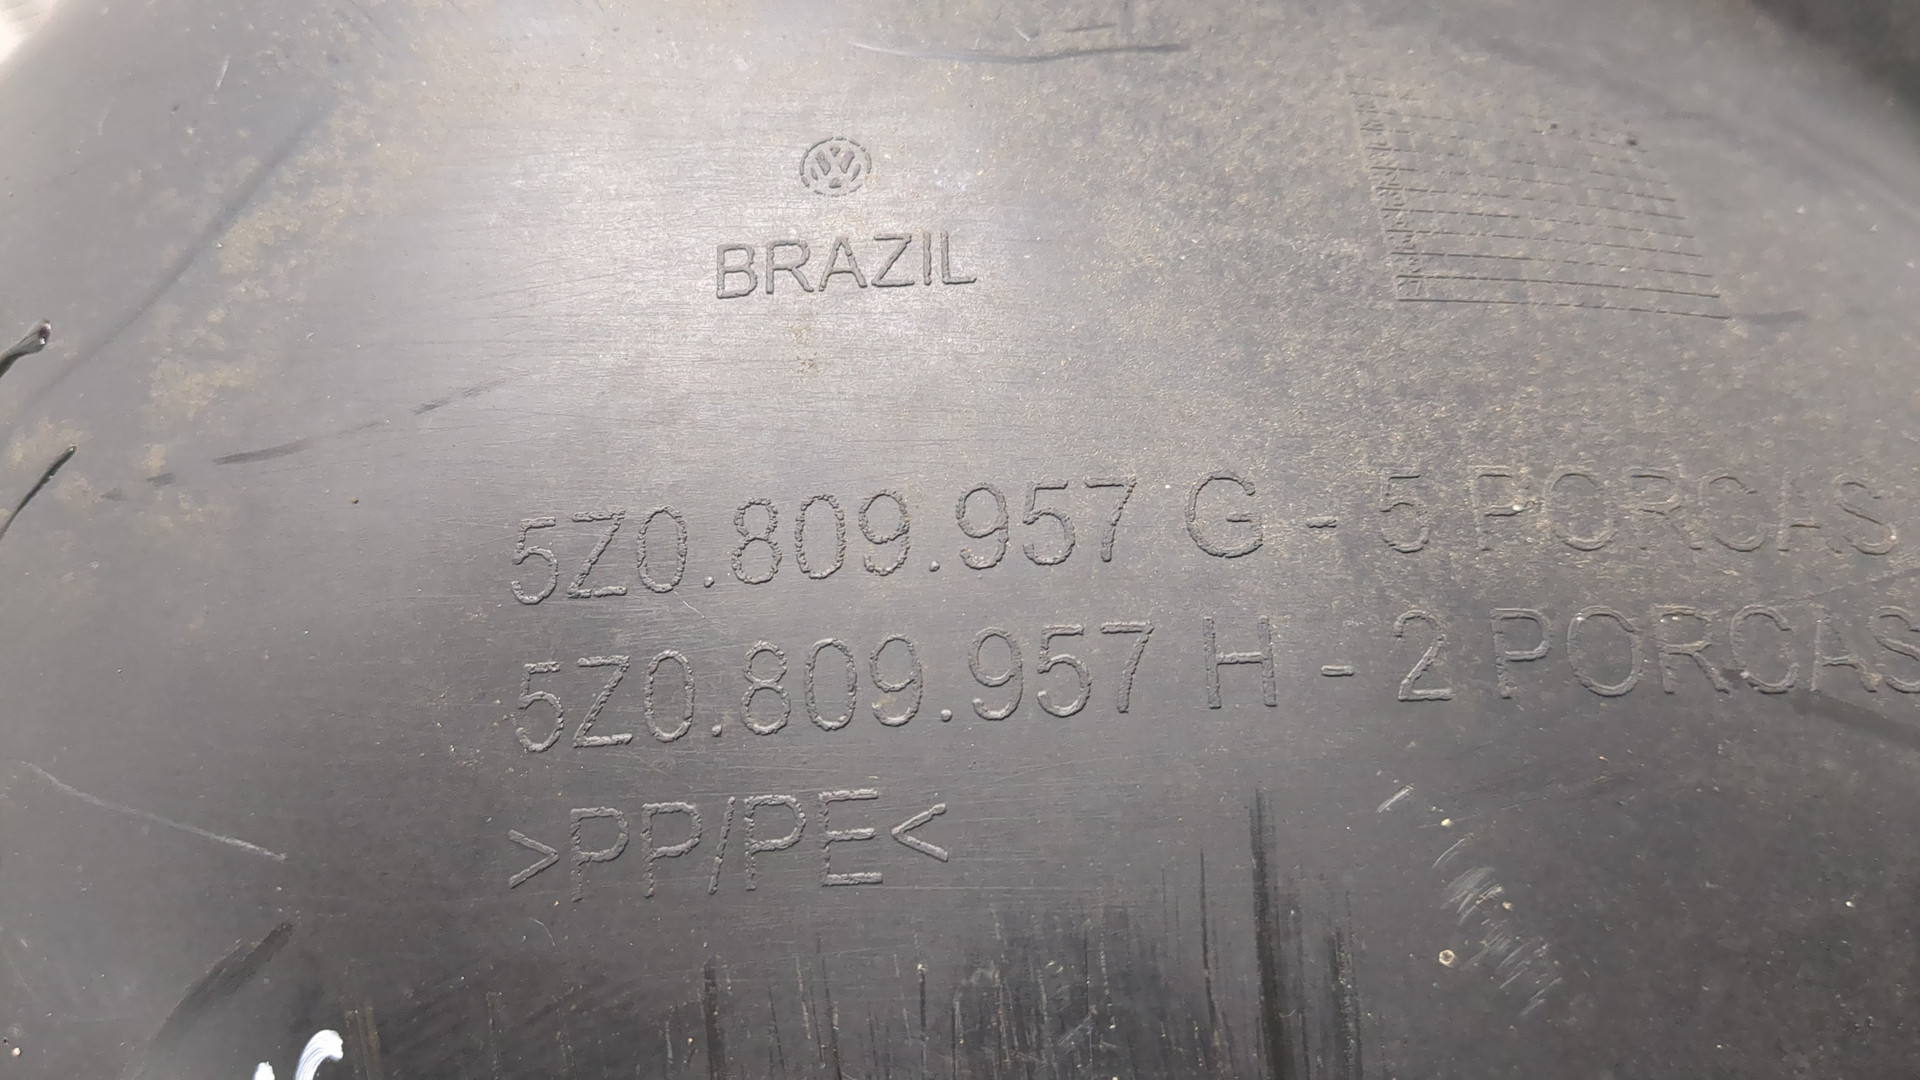 BRAZIL
5Z0.809.957 G - 5 PORCAS
5Z0.809.957 H - 2 PORCAS
>PP/PE<